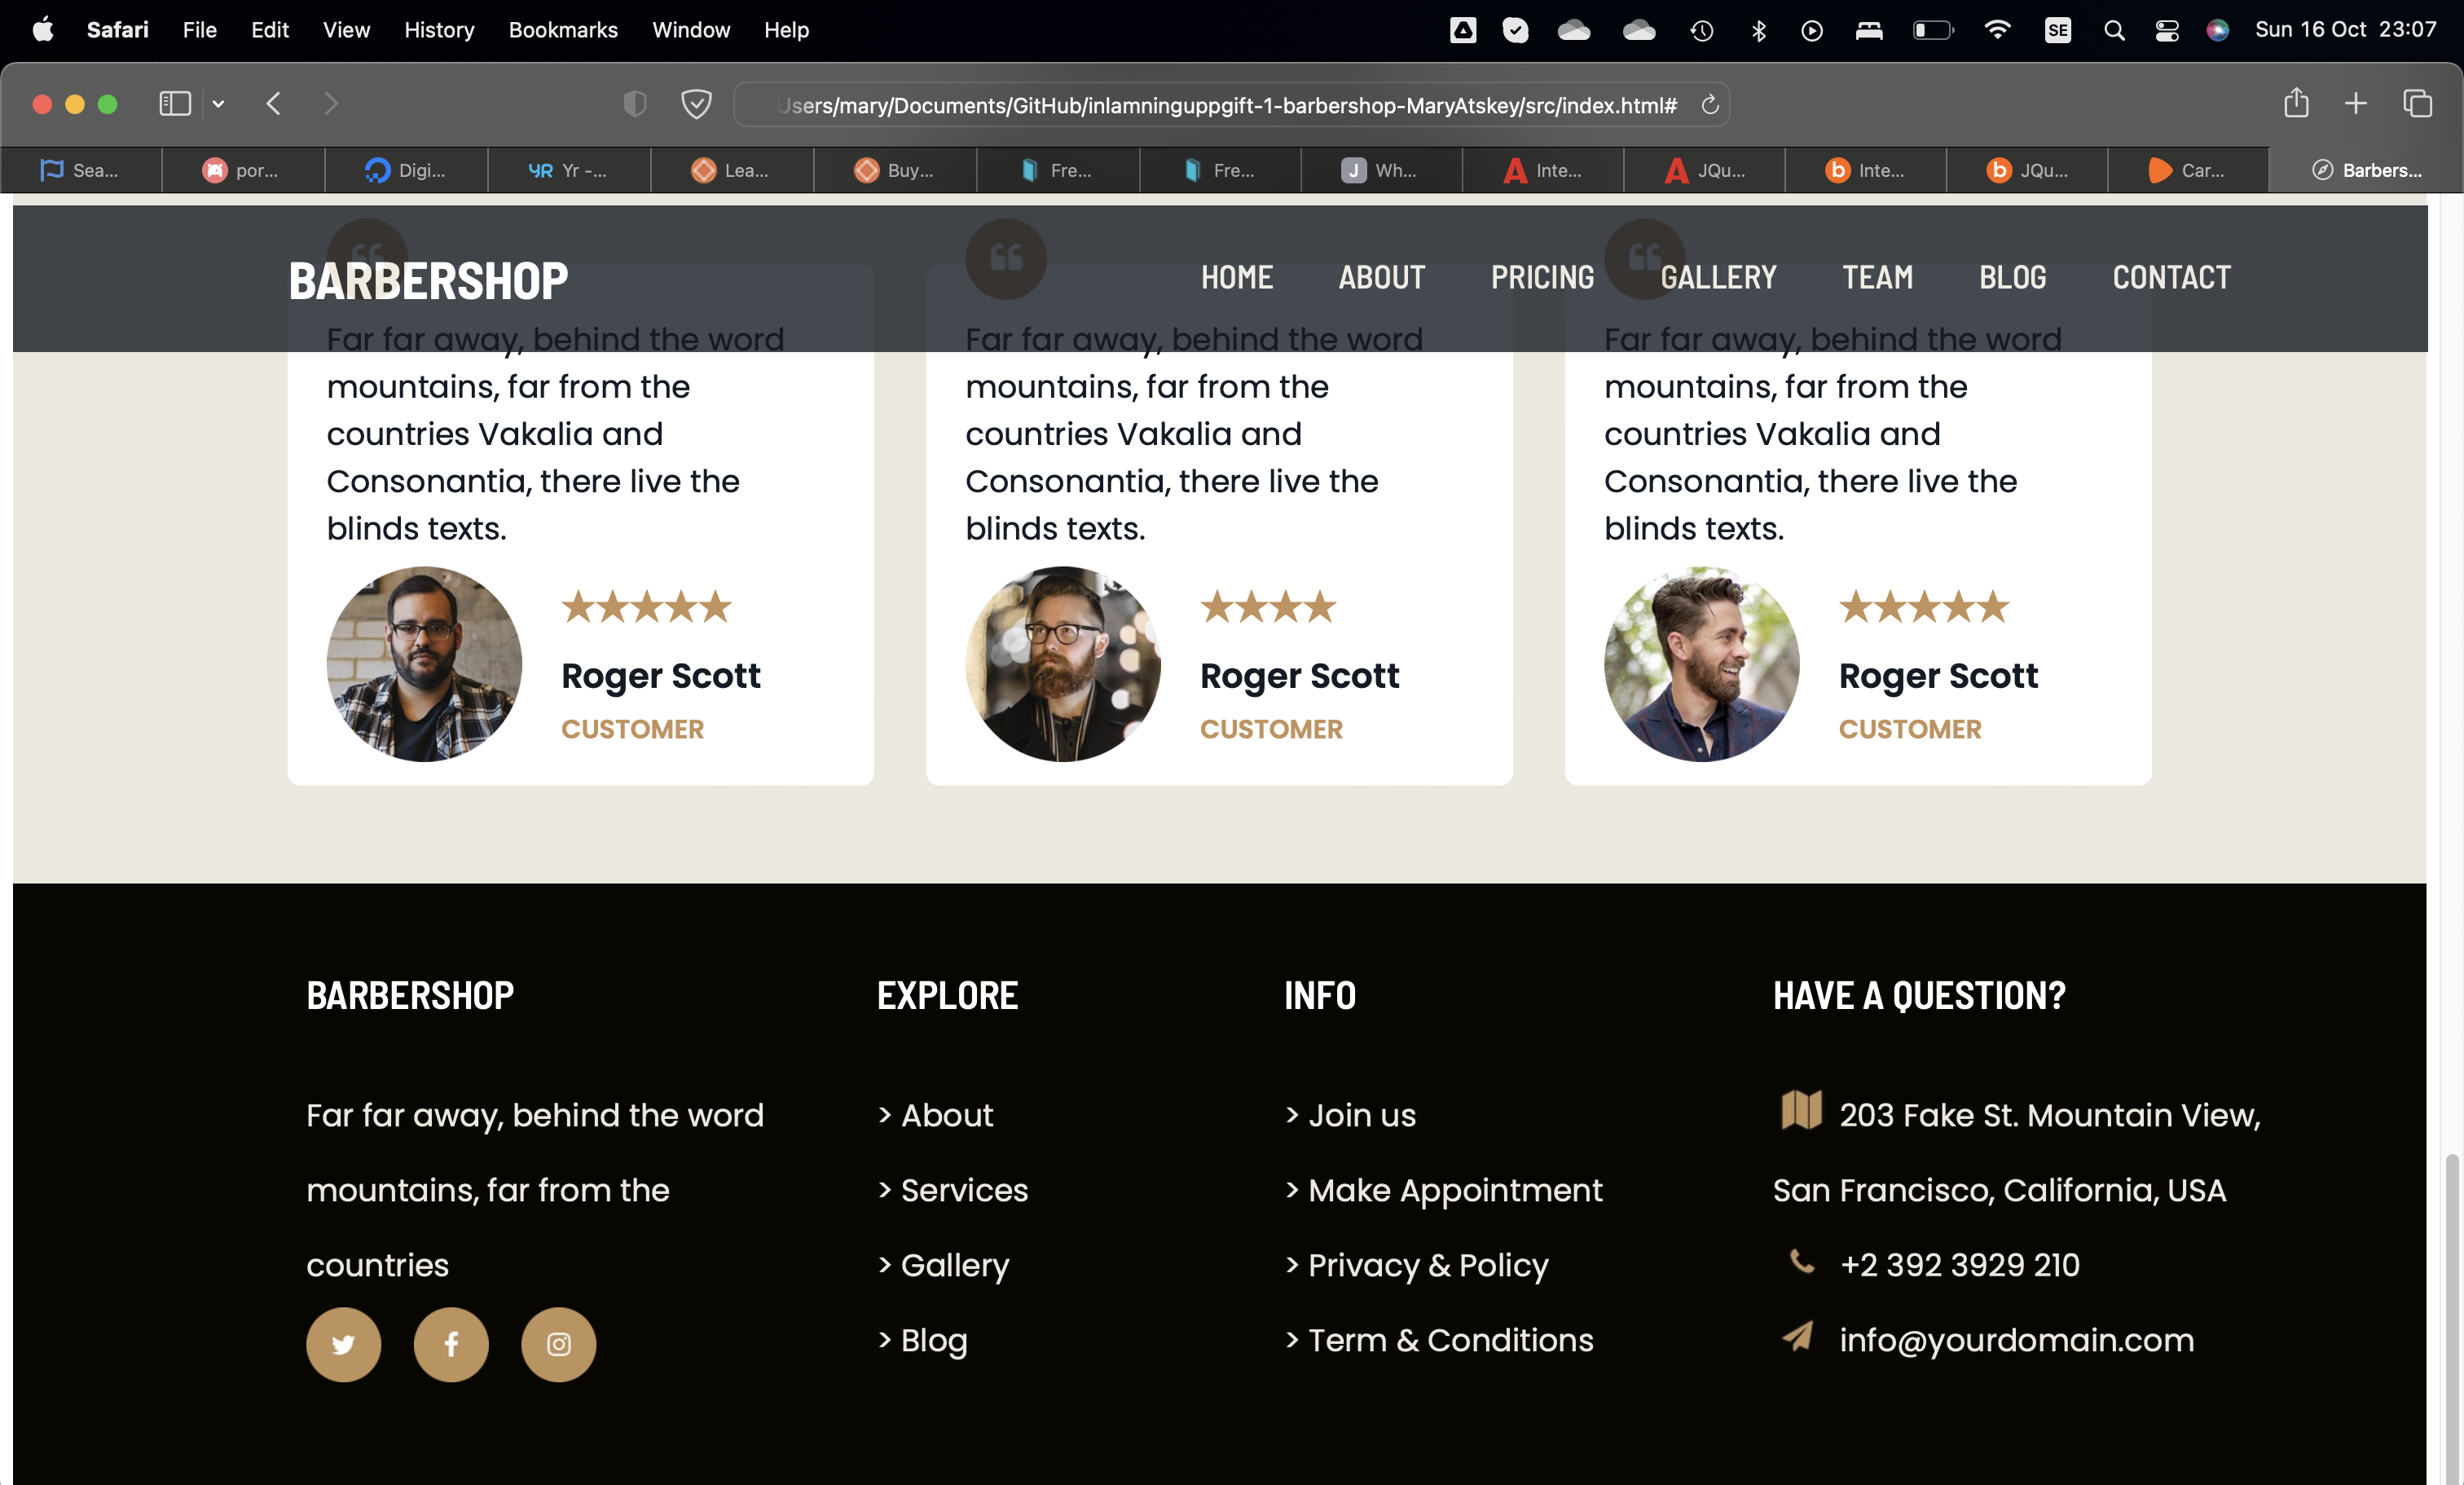 Safari File Edit View History Bookmarks Window Help SE Sun 16 Oct 23:07
Users/mary/Documents/GitHub/inlamninguppgift-1-barbershop-MaryAtskey/src/index.html#
Sea... por... Digi... YR Yr -... Lea... Buy... Fre... Fre... J Wh... A Inte... A JQu... b Inte... b JQu... Car... Barbers...
BARBERSHOP HOME ABOUT PRICING GALLERY TEAM BLOG CONTACT
Far far away, behind the word
mountains, far from the
countries Vakalia and
Consonantia, there live the
blinds texts.
Roger Scott
CUSTOMER
Far far away, behind the word
mountains, far from the
countries Vakalia and
Consonantia, there live the
blinds texts.
Roger Scott
CUSTOMER
Far far away, behind the word
mountains, far from the
countries Vakalia and
Consonantia, there live the
blinds texts.
Roger Scott
CUSTOMER
BARBERSHOP
Far far away, behind the word
mountains, far from the
countries
EXPLORE
> About
> Services
> Gallery
> Blog
INFO
> Join us
> Make Appointment
> Privacy & Policy
> Term & Conditions
HAVE A QUESTION?
203 Fake St. Mountain View,
San Francisco, California, USA
+2 392 3929 210
info@yourdomain.com